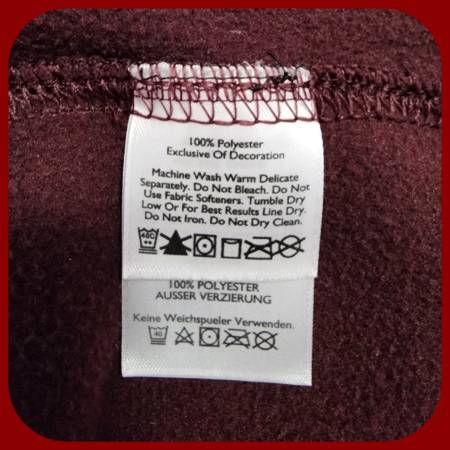 100% Polyester
Exclusive Of Decoration
Machine Wash Warm Delicate
Separately. Do Not Bleach. Do Not
Use Fabric Softeners. Tumble Dry
Low Or For Best Results Line Dry.
Do Not Iron. Do Not Dry Clean.
40C
100% POLYESTER
AUSSER VERZIERUNG
Keine Weichspueler Verwenden.
40